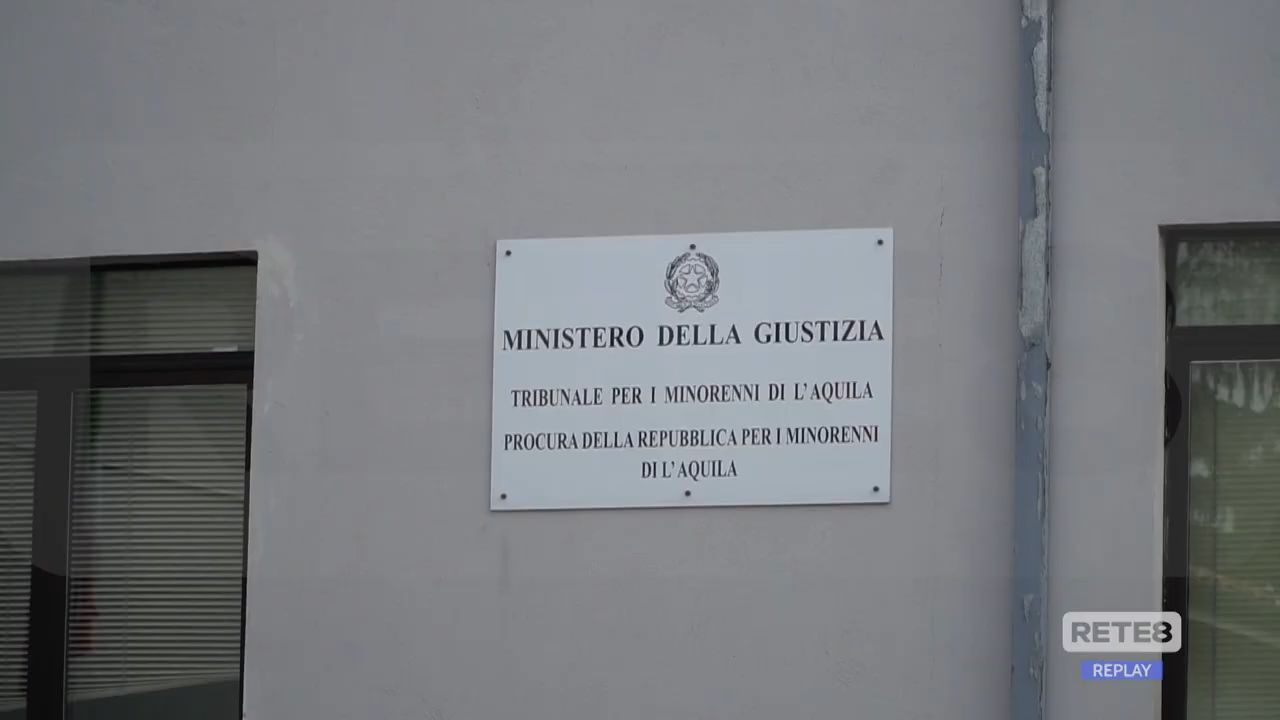 MINISTERO DELLA GIUSTIZIA
TRIBUNALE PER I MINORENNI DI L'AQUILA
PROCURA DELLA REPUBBLICA PER I MINORENNI
DI L'AQUILA
RETE8
REPLAY